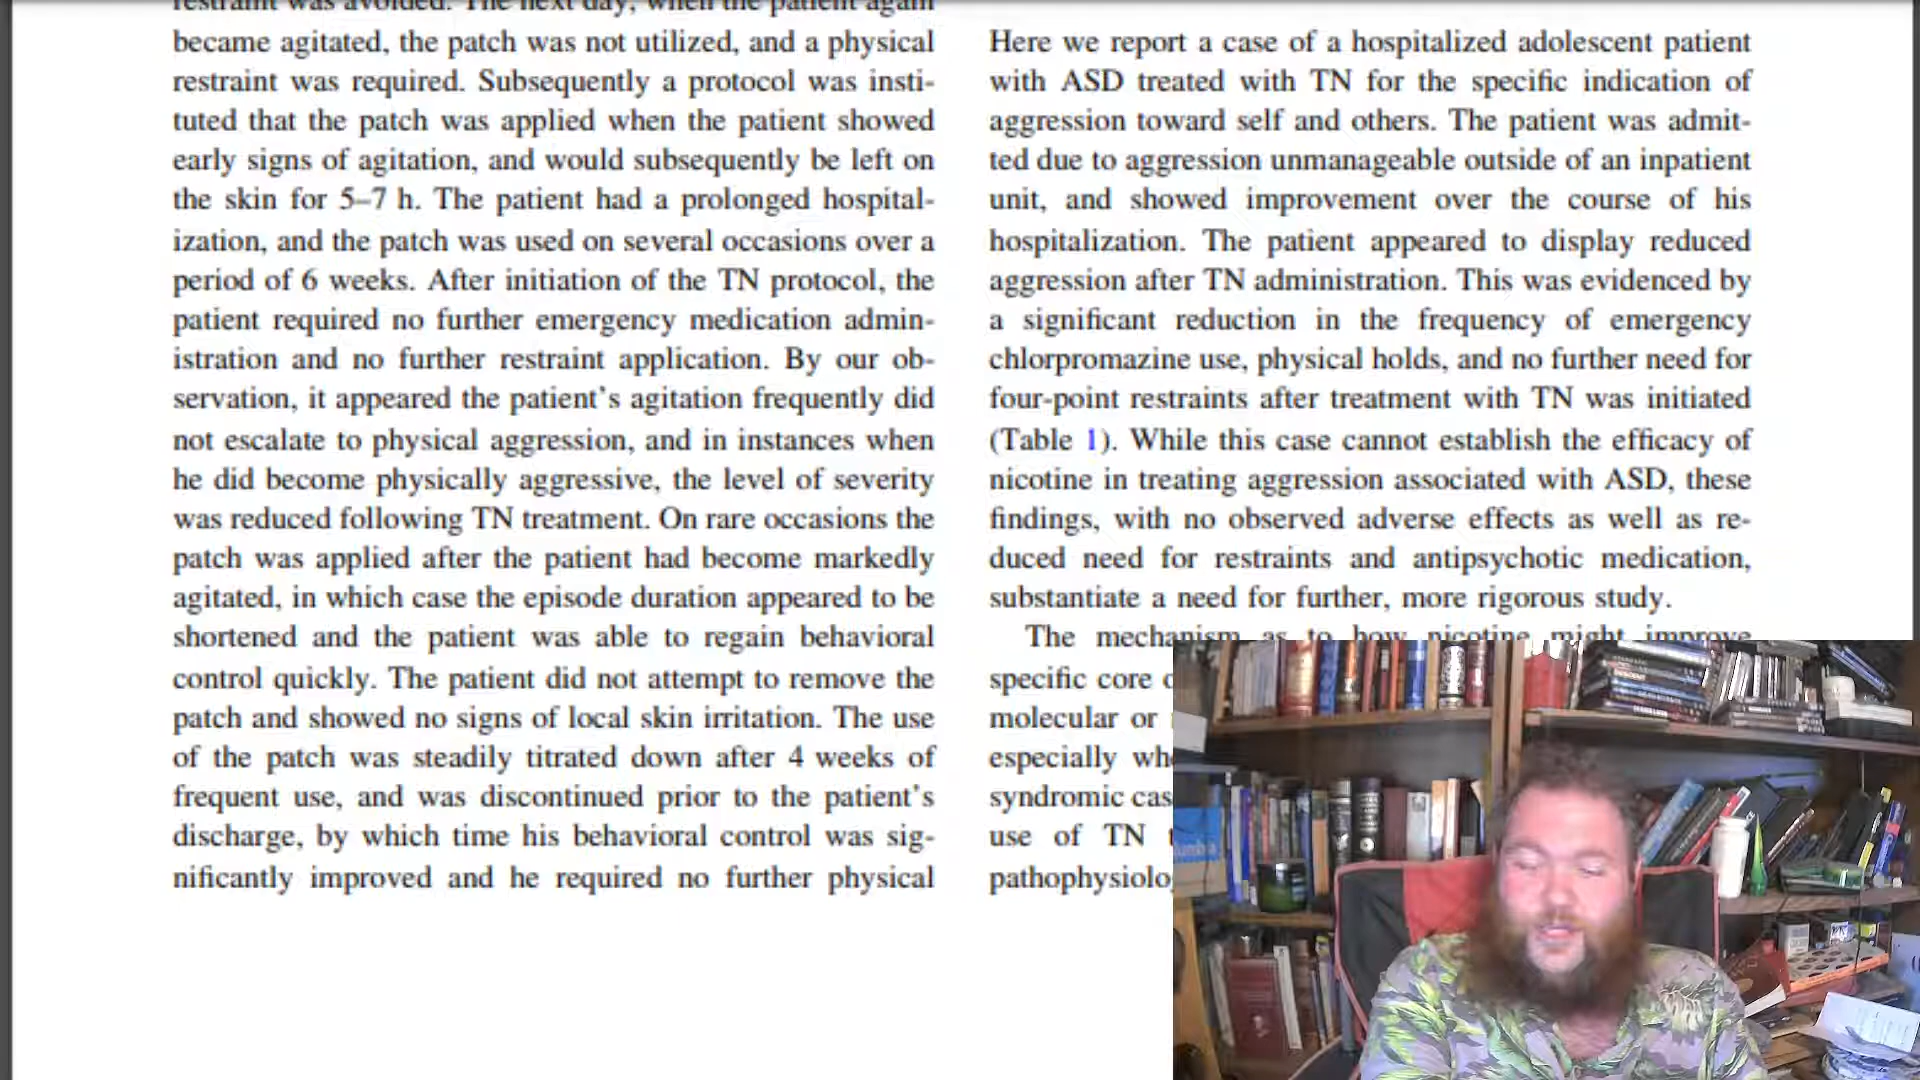 restraint was avoided. The next day, when the patient again
became agitated, the patch was not utilized, and a physical
restraint was required. Subsequently a protocol was insti-
tuted that the patch was applied when the patient showed
early signs of agitation, and would subsequently be left on
the skin for 5–7 h. The patient had a prolonged hospital-
ization, and the patch was used on several occasions over a
period of 6 weeks. After initiation of the TN protocol, the
patient required no further emergency medication admin-
istration and no further restraint application. By our ob-
servation, it appeared the patient's agitation frequently did
not escalate to physical aggression, and in instances when
he did become physically aggressive, the level of severity
was reduced following TN treatment. On rare occasions the
patch was applied after the patient had become markedly
agitated, in which case the episode duration appeared to be
shortened and the patient was able to regain behavioral
control quickly. The patient did not attempt to remove the
patch and showed no signs of local skin irritation. The use
of the patch was steadily titrated down after 4 weeks of
frequent use, and was discontinued prior to the patient's
discharge, by which time his behavioral control was sig-
nificantly improved and he required no further physical
Here we report a case of a hospitalized adolescent patient
with ASD treated with TN for the specific indication of
aggression toward self and others. The patient was admit-
ted due to aggression unmanageable outside of an inpatient
unit, and showed improvement over the course of his
hospitalization. The patient appeared to display reduced
aggression after TN administration. This was evidenced by
a significant reduction in the frequency of emergency
chlorpromazine use, physical holds, and no further need for
four-point restraints after treatment with TN was initiated
(Table 1). While this case cannot establish the efficacy of
nicotine in treating aggression associated with ASD, these
findings, with no observed adverse effects as well as re-
duced need for restraints and antipsychotic medication,
substantiate a need for further, more rigorous study.
The mechanism as to how nicotine might improve
specific core
molecular or
especially
syndromic
use of TN